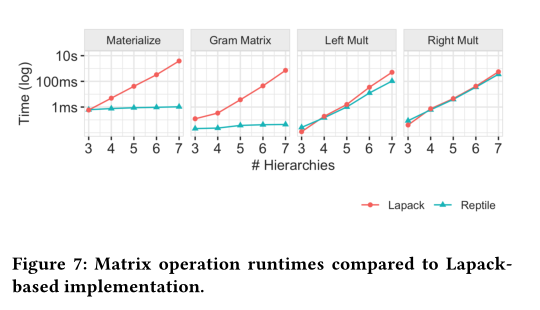 Materialize Gram Matrix Left Mult Right Mult
10s
100ms
1ms
Time (log)
3 4 5 6 7 3 4 5 6 7 3 4 5 6 7 3 4 5 6 7
# Hierarchies
Lapack Reptile
Figure 7: Matrix operation runtimes compared to Lapack-
based implementation.